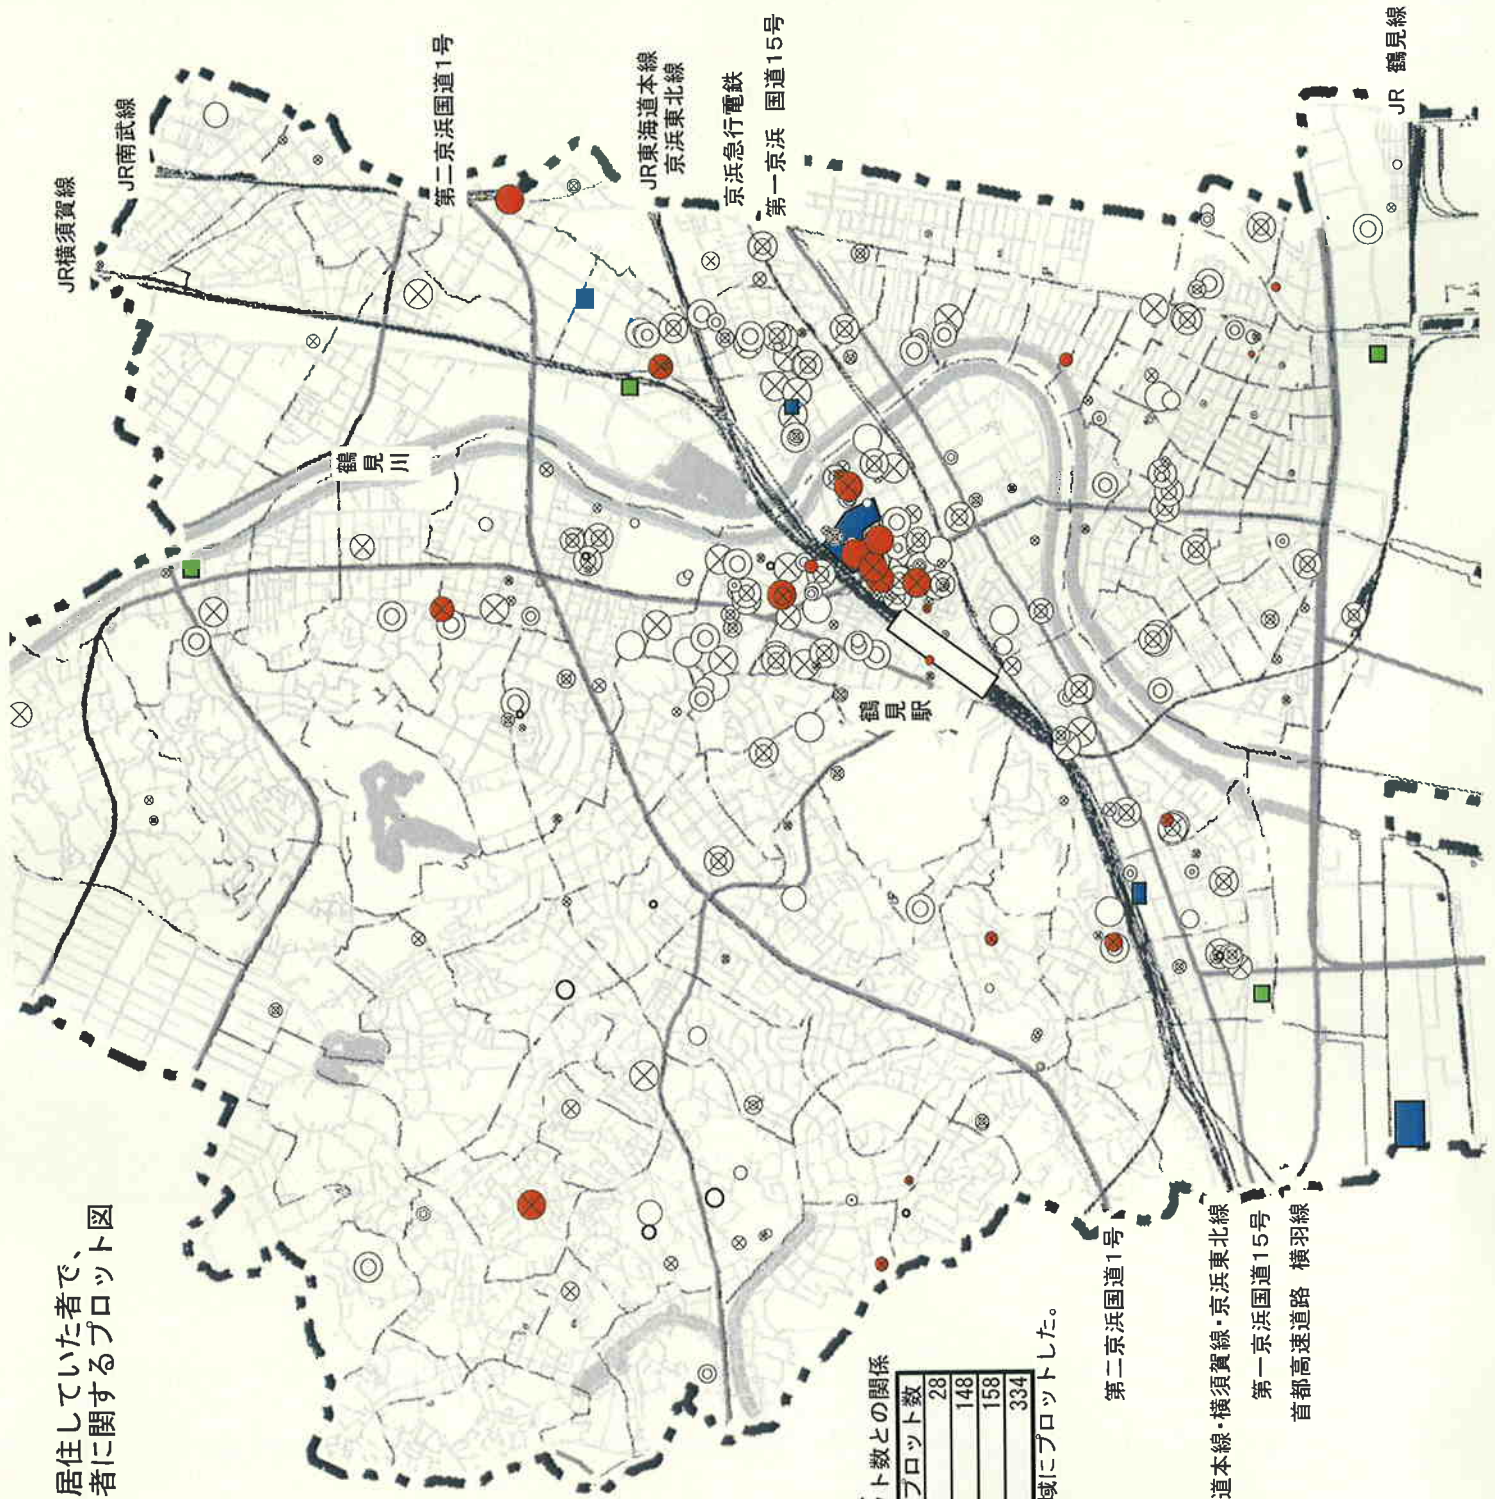 居住していた者で、
者に関するプロット図
JR横須賀線
JR南武線
第二京浜国道1号
JR東海道本線
京浜東北線
京浜急行電鉄
第一京浜 国道15号
JR 鶴見線
鶴見川
鶴見駅
ット数との関係
プロット数
28
148
158
334
域にプロットした。
第二京浜国道1号
道本線・横須賀線・京浜東北線
第一京浜国道15号
首都高速道路 横羽線